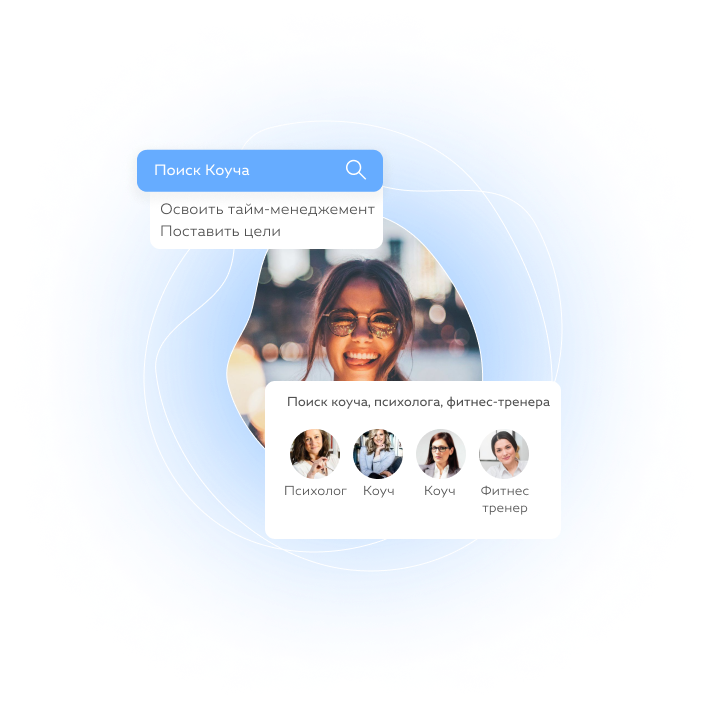 Поиск Коуча
Освоить тайм-менеджемент
Поставить цели
Поиск коуча, психолога, фитнес-тренера
Психолог
Коуч
Коуч
Фитнес
тренер